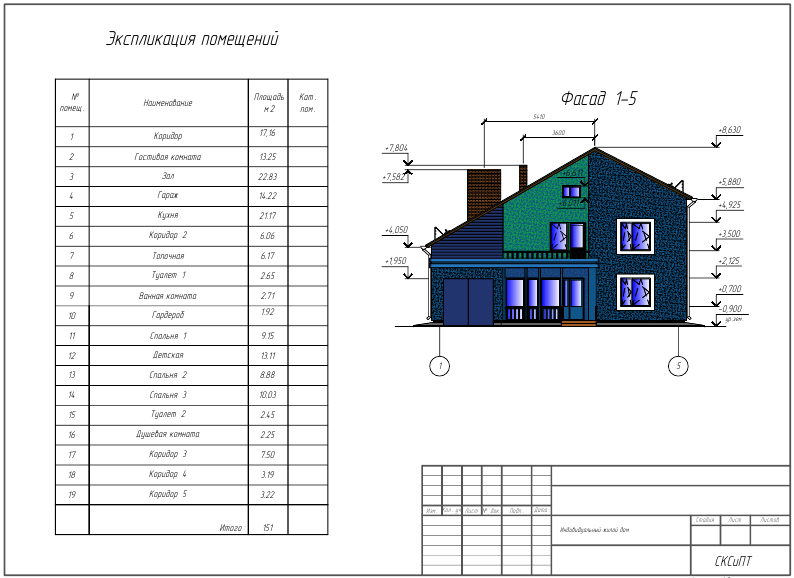 Экспликация помещений
№ помещ.
Наименование
Площадь м2
Кат. пом.
1 Коридор 17,16
2 Гостивая комната 13.25
3 Зал 22.83
4 Гараж 14.22
5 Кухня 21.17
6 Коридор 2 6.06
7 Топочная 6.17
8 Туалет 1 2.65
9 Ванная комната 2.71
10 Гардероб 1.92
11 Спальня 1 9.15
12 Детская 13.11
13 Спальня 2 8.88
14 Спальня 3 10.03
15 Туалет 2 2.45
16 Душевая комната 2.25
17 Коридор 3 7.50
18 Коридор 4 3.19
19 Коридор 5 3.22
Итого 151
Фасад 1-5
5410
3600
+7,804
+7,582
+4,050
+1,950
+8,630
+5,880
+4,925
+3,500
+2,125
+0,700
-0,900
ур.зем.
1
5
Изм. Кол. уч Лист № док. Подп. Дата
Индивидуальный жилой дом
Стадия Лист Листов
СКСиПТ